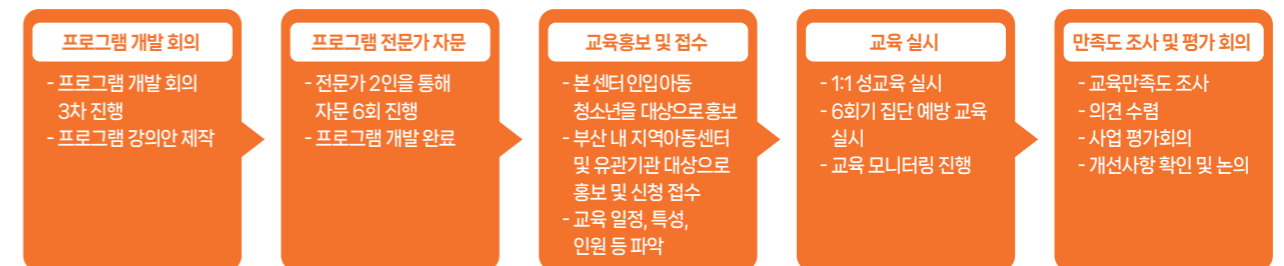 프로그램 개발 회의
- 프로그램 개발 회의
3차 진행
- 프로그램 강의안 제작
프로그램 전문가 자문
- 전문가 2인을 통해
자문 6회 진행
- 프로그램 개발 완료
교육홍보 및 접수
- 본 센터 인입 아동
청소년을 대상으로 홍보
- 부산 내 지역아동센터
및 유관기관 대상으로
홍보 및 신청 접수
- 교육 일정, 특성,
인원 등 파악
교육 실시
- 1:1 성교육 실시
- 6회기 집단 예방 교육
실시
- 교육 모니터링 진행
만족도 조사 및 평가 회의
- 교육만족도 조사
- 의견 수렴
- 사업 평가회의
- 개선사항 확인 및 논의